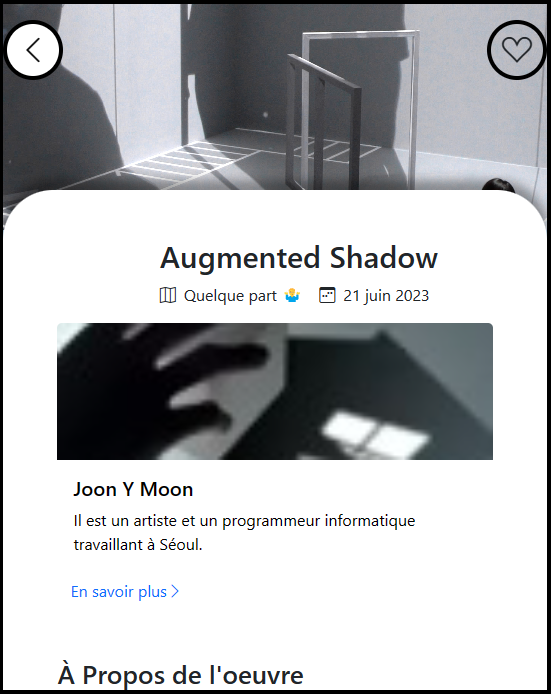 Augmented Shadow
Quelque part 🤷 21 juin 2023
Joon Y Moon
Il est un artiste et un programmeur informatique
travaillant à Séoul.
En savoir plus
À Propos de l'oeuvre